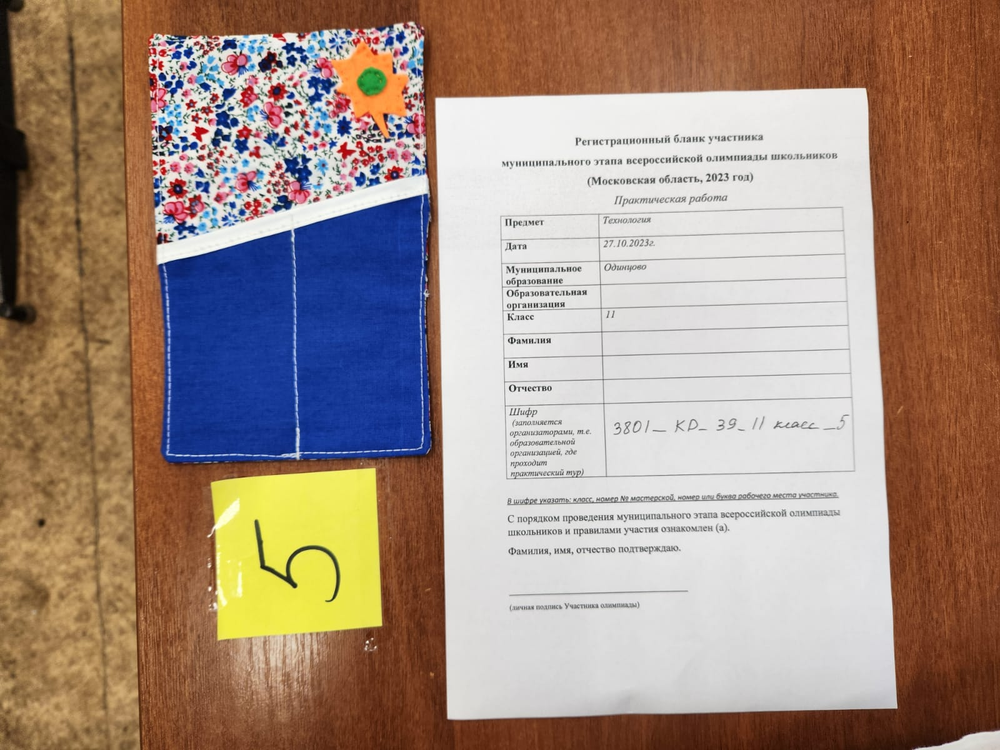 Регистрационный бланк участника
муниципального этапа всероссийской олимпиады школьников
(Московская область, 2023 год)
Практическая работа
Предмет Технология
Дата 27.10.2023г.
Муниципальное Одинцово
образование
Образовательная
организация
Класс 11
Фамилия
Имя
Отчество
Шифр
(заполняется
организаторами, т.е.
образовательной
организацией, где
проходит
практический тур)
3801_ KD_ 39_ 11 класс_5
В шифре указать: класс, номер № мастерской, номер или буква рабочего места участника.
С порядком проведения муниципального этапа всероссийской олимпиады
школьников и правилами участия ознакомлен (а).
Фамилия, имя, отчество подтверждаю.
(личная подпись Участника олимпиады)
5